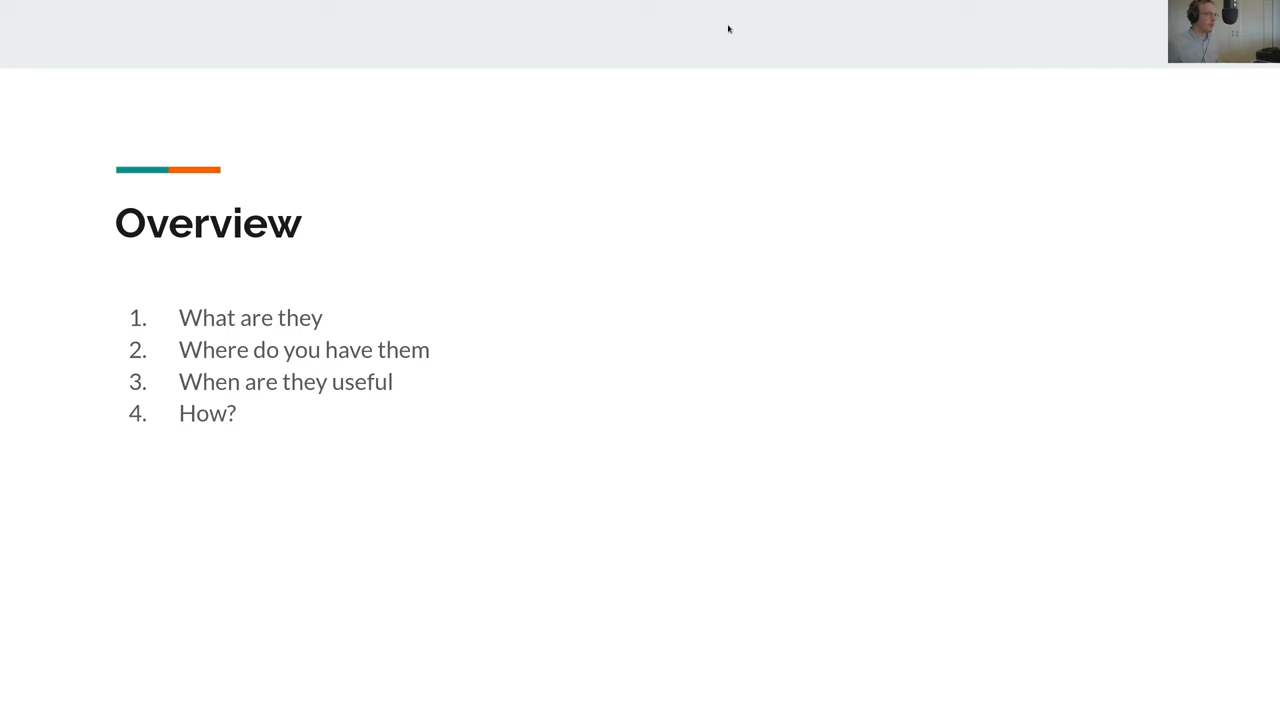 Overview
1. What are they
2. Where do you have them
3. When are they useful
4. How?